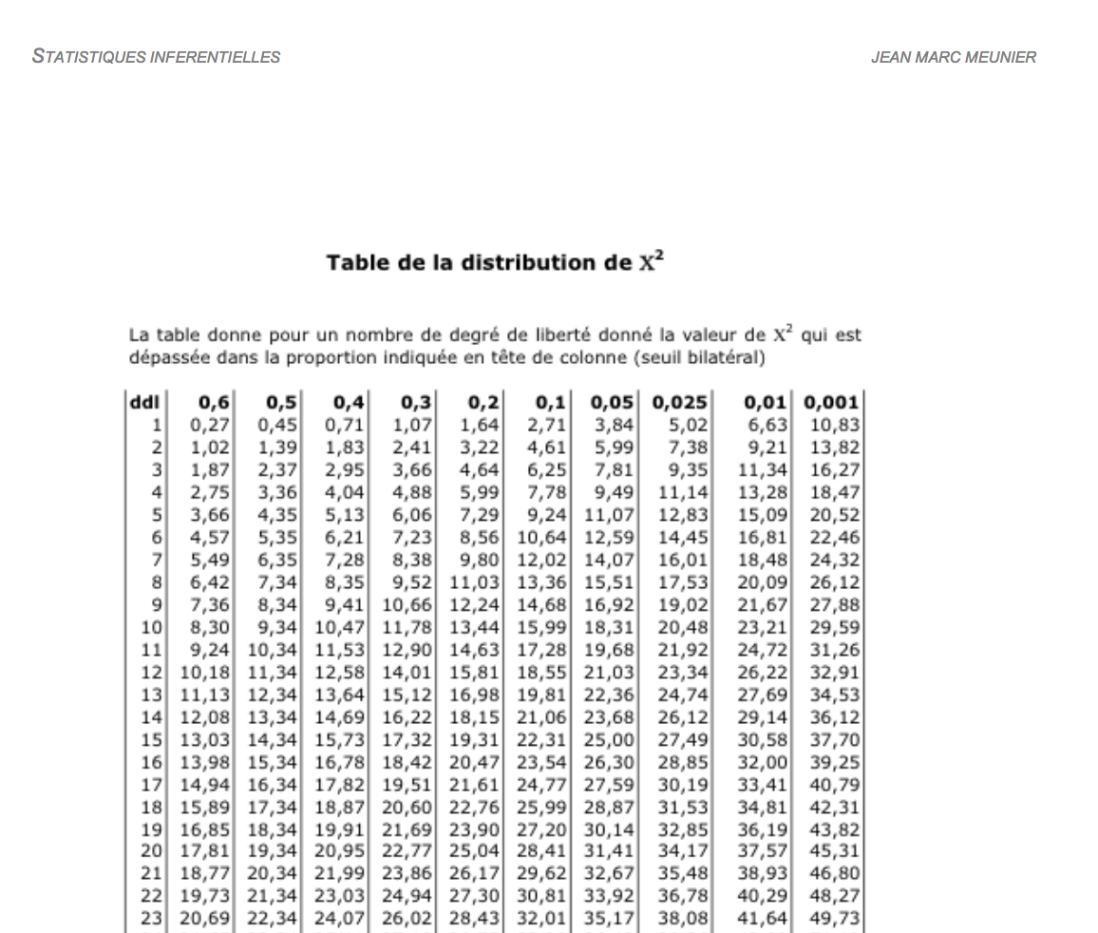 STATISTIQUES INFERENTIELLES JEAN MARC MEUNIER
Table de la distribution de X²
La table donne pour un nombre de degré de liberté donné la valeur de X² qui est
dépassée dans la proportion indiquée en tête de colonne (seuil bilatéral)
ddl 0,6 0,5 0,4 0,3 0,2 0,1 0,05 0,025 0,01 0,001
1 0,27 0,45 0,71 1,07 1,64 2,71 3,84 5,02 6,63 10,83
2 1,02 1,39 1,83 2,41 3,22 4,61 5,99 7,38 9,21 13,82
3 1,87 2,37 2,95 3,66 4,64 6,25 7,81 9,35 11,34 16,27
4 2,75 3,36 4,04 4,88 5,99 7,78 9,49 11,14 13,28 18,47
5 3,66 4,35 5,13 6,06 7,29 9,24 11,07 12,83 15,09 20,52
6 4,57 5,35 6,21 7,23 8,56 10,64 12,59 14,45 16,81 22,46
7 5,49 6,35 7,28 8,38 9,80 12,02 14,07 16,01 18,48 24,32
8 6,42 7,34 8,35 9,52 11,03 13,36 15,51 17,53 20,09 26,12
9 7,36 8,34 9,41 10,66 12,24 14,68 16,92 19,02 21,67 27,88
10 8,30 9,34 10,47 11,78 13,44 15,99 18,31 20,48 23,21 29,59
11 9,24 10,34 11,53 12,90 14,63 17,28 19,68 21,92 24,72 31,26
12 10,18 11,34 12,58 14,01 15,81 18,55 21,03 23,34 26,22 32,91
13 11,13 12,34 13,64 15,12 16,98 19,81 22,36 24,74 27,69 34,53
14 12,08 13,34 14,69 16,22 18,15 21,06 23,68 26,12 29,14 36,12
15 13,03 14,34 15,73 17,32 19,31 22,31 25,00 27,49 30,58 37,70
16 13,98 15,34 16,78 18,42 20,47 23,54 26,30 28,85 32,00 39,25
17 14,94 16,34 17,82 19,51 21,61 24,77 27,59 30,19 33,41 40,79
18 15,89 17,34 18,87 20,60 22,76 25,99 28,87 31,53 34,81 42,31
19 16,85 18,34 19,91 21,69 23,90 27,20 30,14 32,85 36,19 43,82
20 17,81 19,34 20,95 22,77 25,04 28,41 31,41 34,17 37,57 45,31
21 18,77 20,34 21,99 23,86 26,17 29,62 32,67 35,48 38,93 46,80
22 19,73 21,34 23,03 24,94 27,30 30,81 33,92 36,78 40,29 48,27
23 20,69 22,34 24,07 26,02 28,43 32,01 35,17 38,08 41,64 49,73